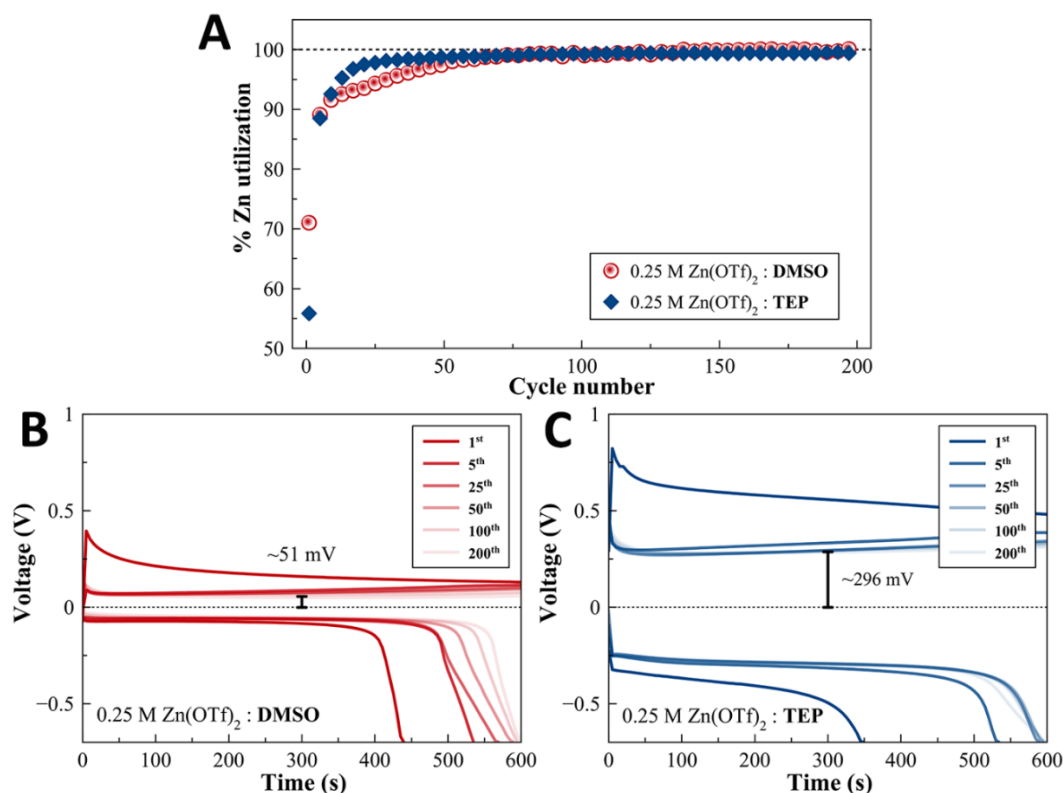 A
100
90
80
70
60
50
% Zn utilization
0.25 M Zn(OTf)₂ : DMSO
0.25 M Zn(OTf)₂ : TEP
0
50
100
150
200
Cycle number
B
1
0.5
0
−0.5
Voltage (V)
1ˢᵗ
5ᵗʰ
25ᵗʰ
50ᵗʰ
100ᵗʰ
200ᵗʰ
~51 mV
0.25 M Zn(OTf)₂ : DMSO
0
100
200
300
400
500
600
Time (s)
C
1
0.5
0
−0.5
Voltage (V)
1ˢᵗ
5ᵗʰ
25ᵗʰ
50ᵗʰ
100ᵗʰ
200ᵗʰ
~296 mV
0.25 M Zn(OTf)₂ : TEP
0
100
200
300
400
500
600
Time (s)